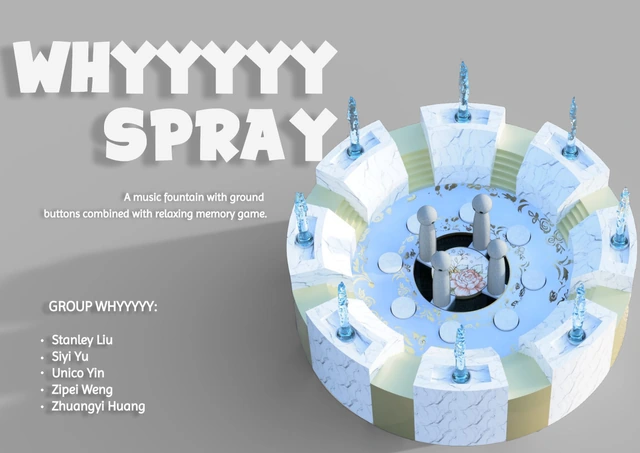 WHYYYYYY
SPRAY
A music fountain with ground
buttons combined with relaxing memory game.
GROUP WHYYYYY:
• Stanley Liu
• Siyi Yu
• Unico Yin
• Zipei Weng
• Zhuangyi Huang